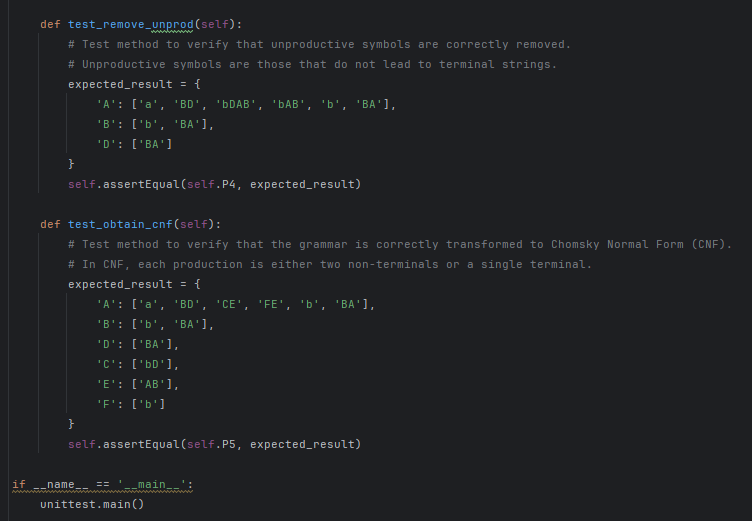 def test_remove_unprod(self):
# Test method to verify that unproductive symbols are correctly removed.
# Unproductive symbols are those that do not lead to terminal strings.
expected_result = {
'A': ['a', 'BD', 'bDAB', 'bAB', 'b', 'BA'],
'B': ['b', 'BA'],
'D': ['BA']
}
self.assertEqual(self.P4, expected_result)
def test_obtain_cnf(self):
# Test method to verify that the grammar is correctly transformed to Chomsky Normal Form (CNF).
# In CNF, each production is either two non-terminals or a single terminal.
expected_result = {
'A': ['a', 'BD', 'CE', 'FE', 'b', 'BA'],
'B': ['b', 'BA'],
'D': ['BA'],
'C': ['bD'],
'E': ['AB'],
'F': ['b']
}
self.assertEqual(self.P5, expected_result)
if __name__ == '__main__':
unittest.main()